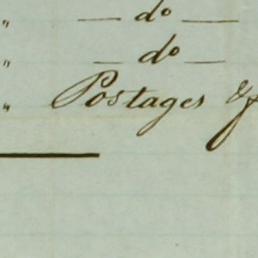 " — do —
" — do —
" Postages &